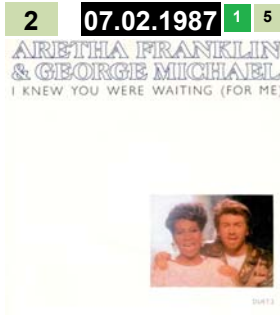 2 07.02.1987 1 5
ARETHA FRANKLIN
& GEORGE MICHAEL
I KNEW YOU WERE WAITING (FOR ME)